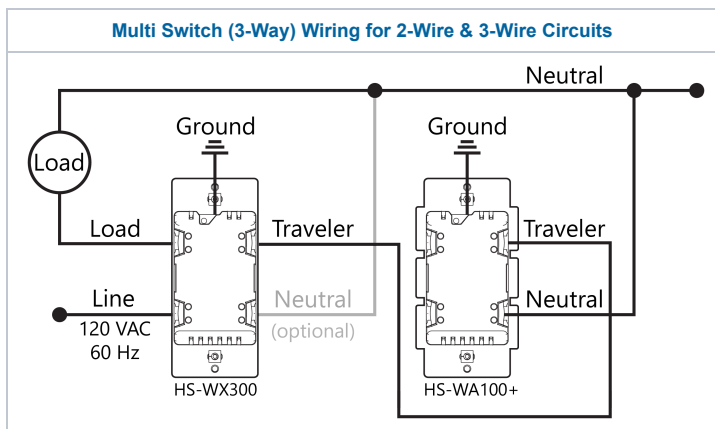 Multi Switch (3-Way) Wiring for 2-Wire & 3-Wire Circuits
Neutral
Ground
Ground
Load
Load
Traveler
Traveler
Line
120 VAC
60 Hz
Neutral
(optional)
Neutral
HS-WX300
HS-WA100+